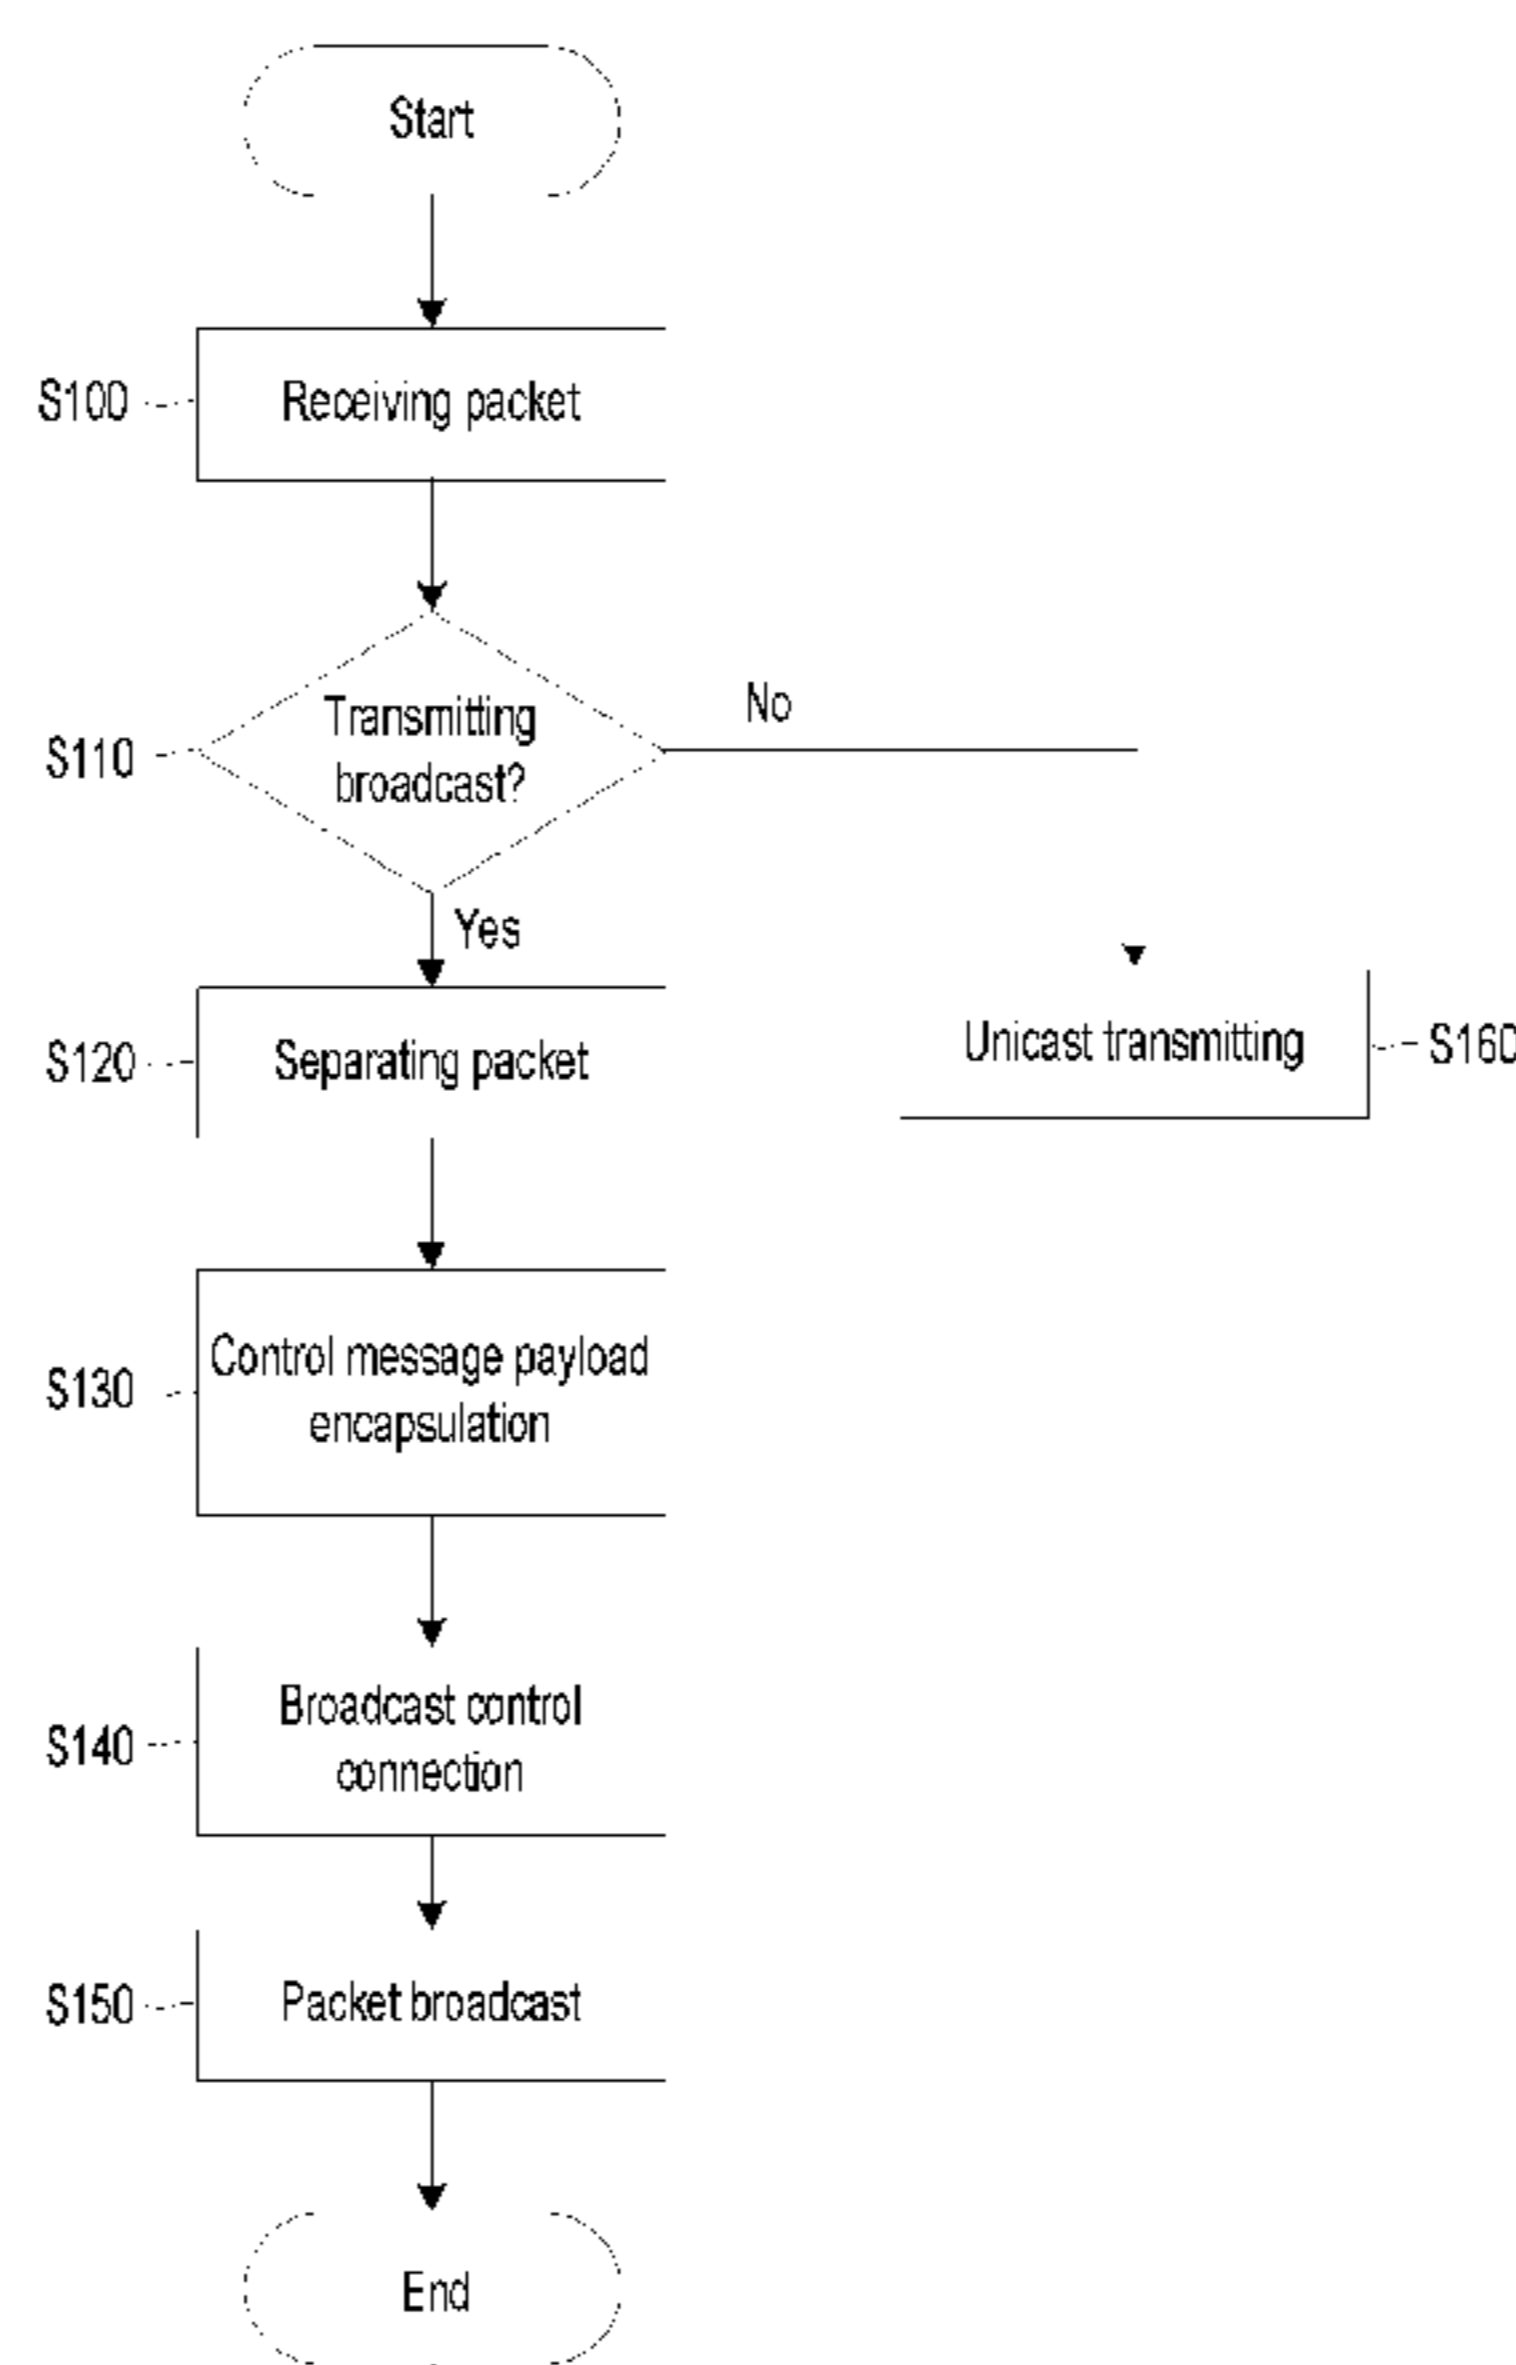 Start
S100
Receiving packet
S110
Transmitting
broadcast?
No
Yes
S120
Separating packet
Unicast transmitting
S160
S130
Control message payload
encapsulation
S140
Broadcast control
connection
S150
Packet broadcast
End